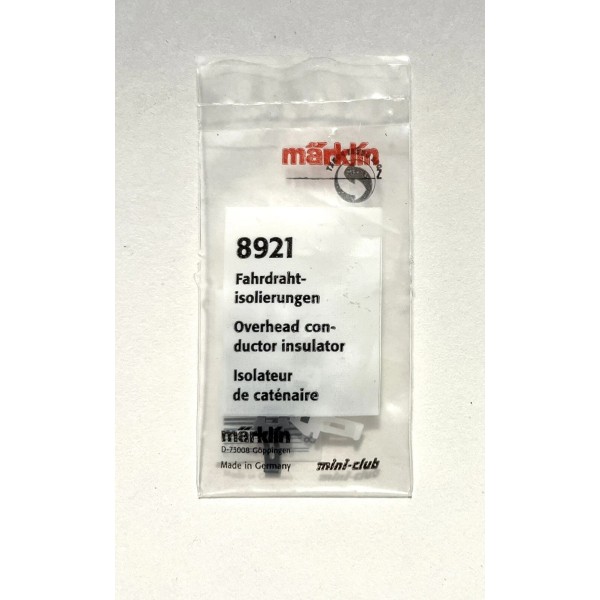 märklin
8921
Fahrdraht-
isolierungen
Overhead con-
ductor insulator
Isolateur
de caténaire
märklin
D-73008 Göppingen
Made in Germany
mini-club